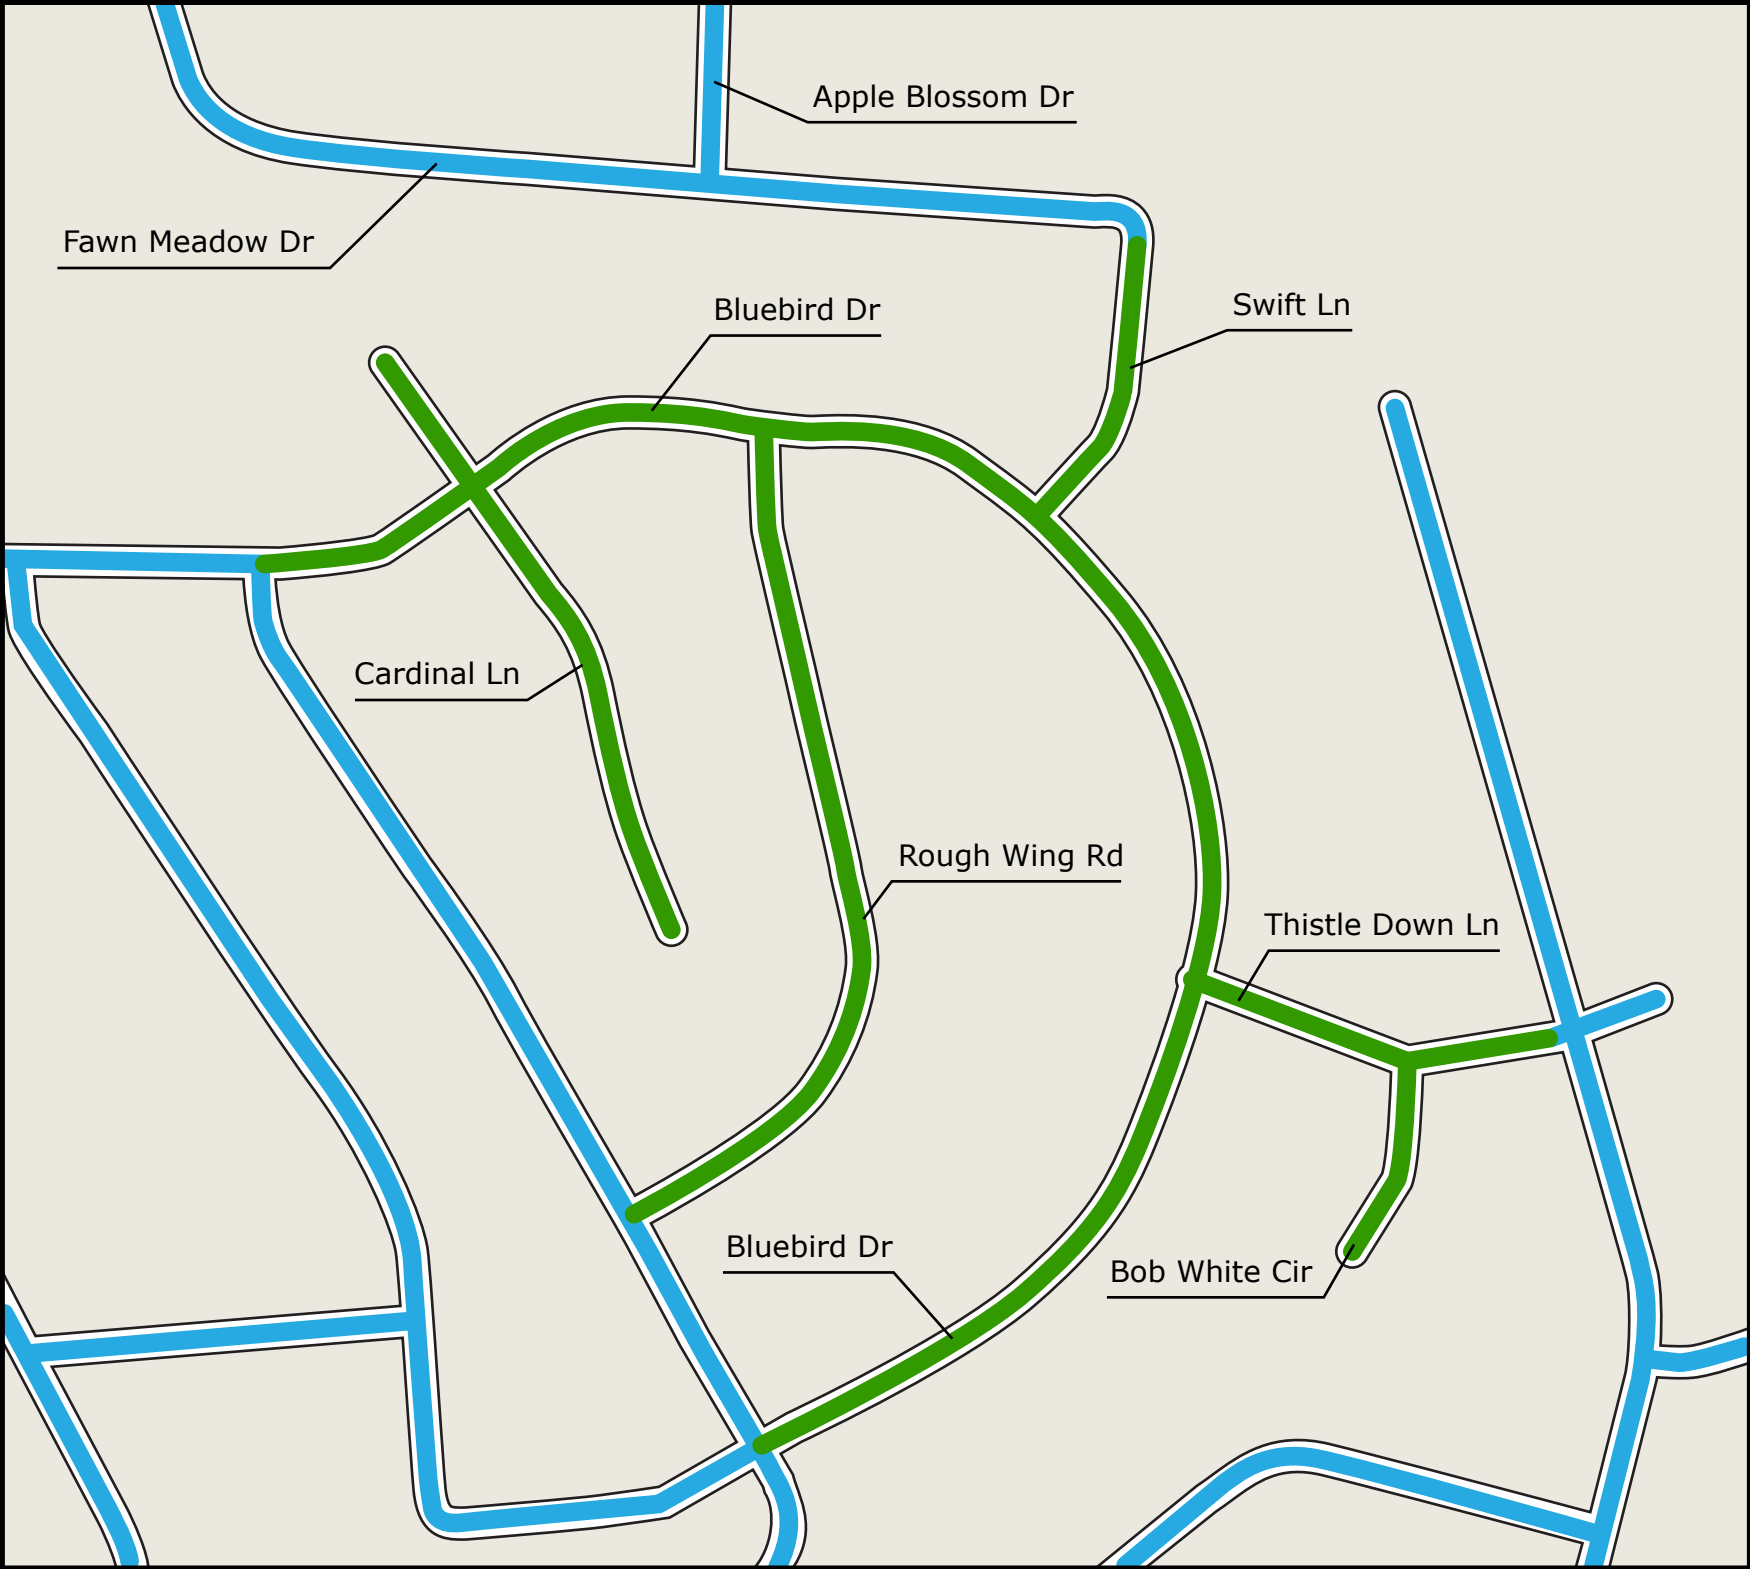 Apple Blossom Dr
Fawn Meadow Dr
Swift Ln
Bluebird Dr
Cardinal Ln
Rough Wing Rd
Thistle Down Ln
Bluebird Dr
Bob White Cir